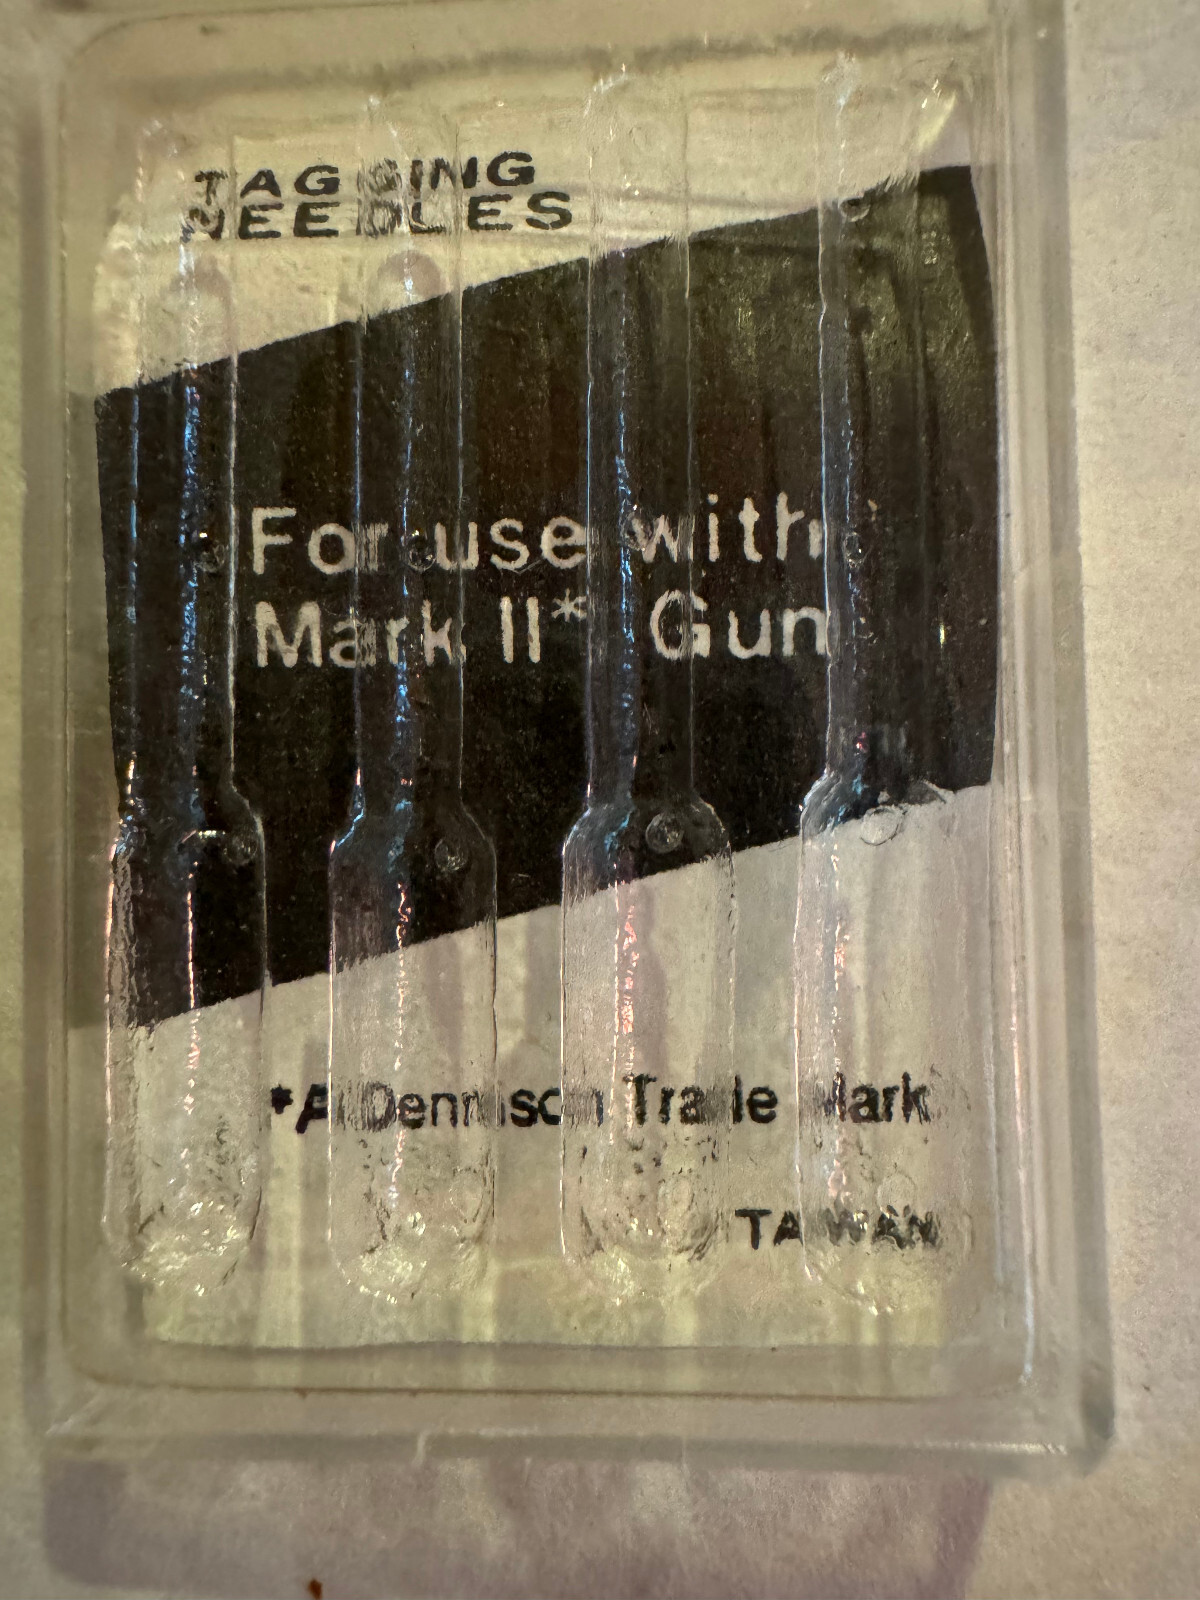 TAGGING
NEEDLES
For use with
Mark II* Gun
*A Dennison Trade Mark
TAIWAN